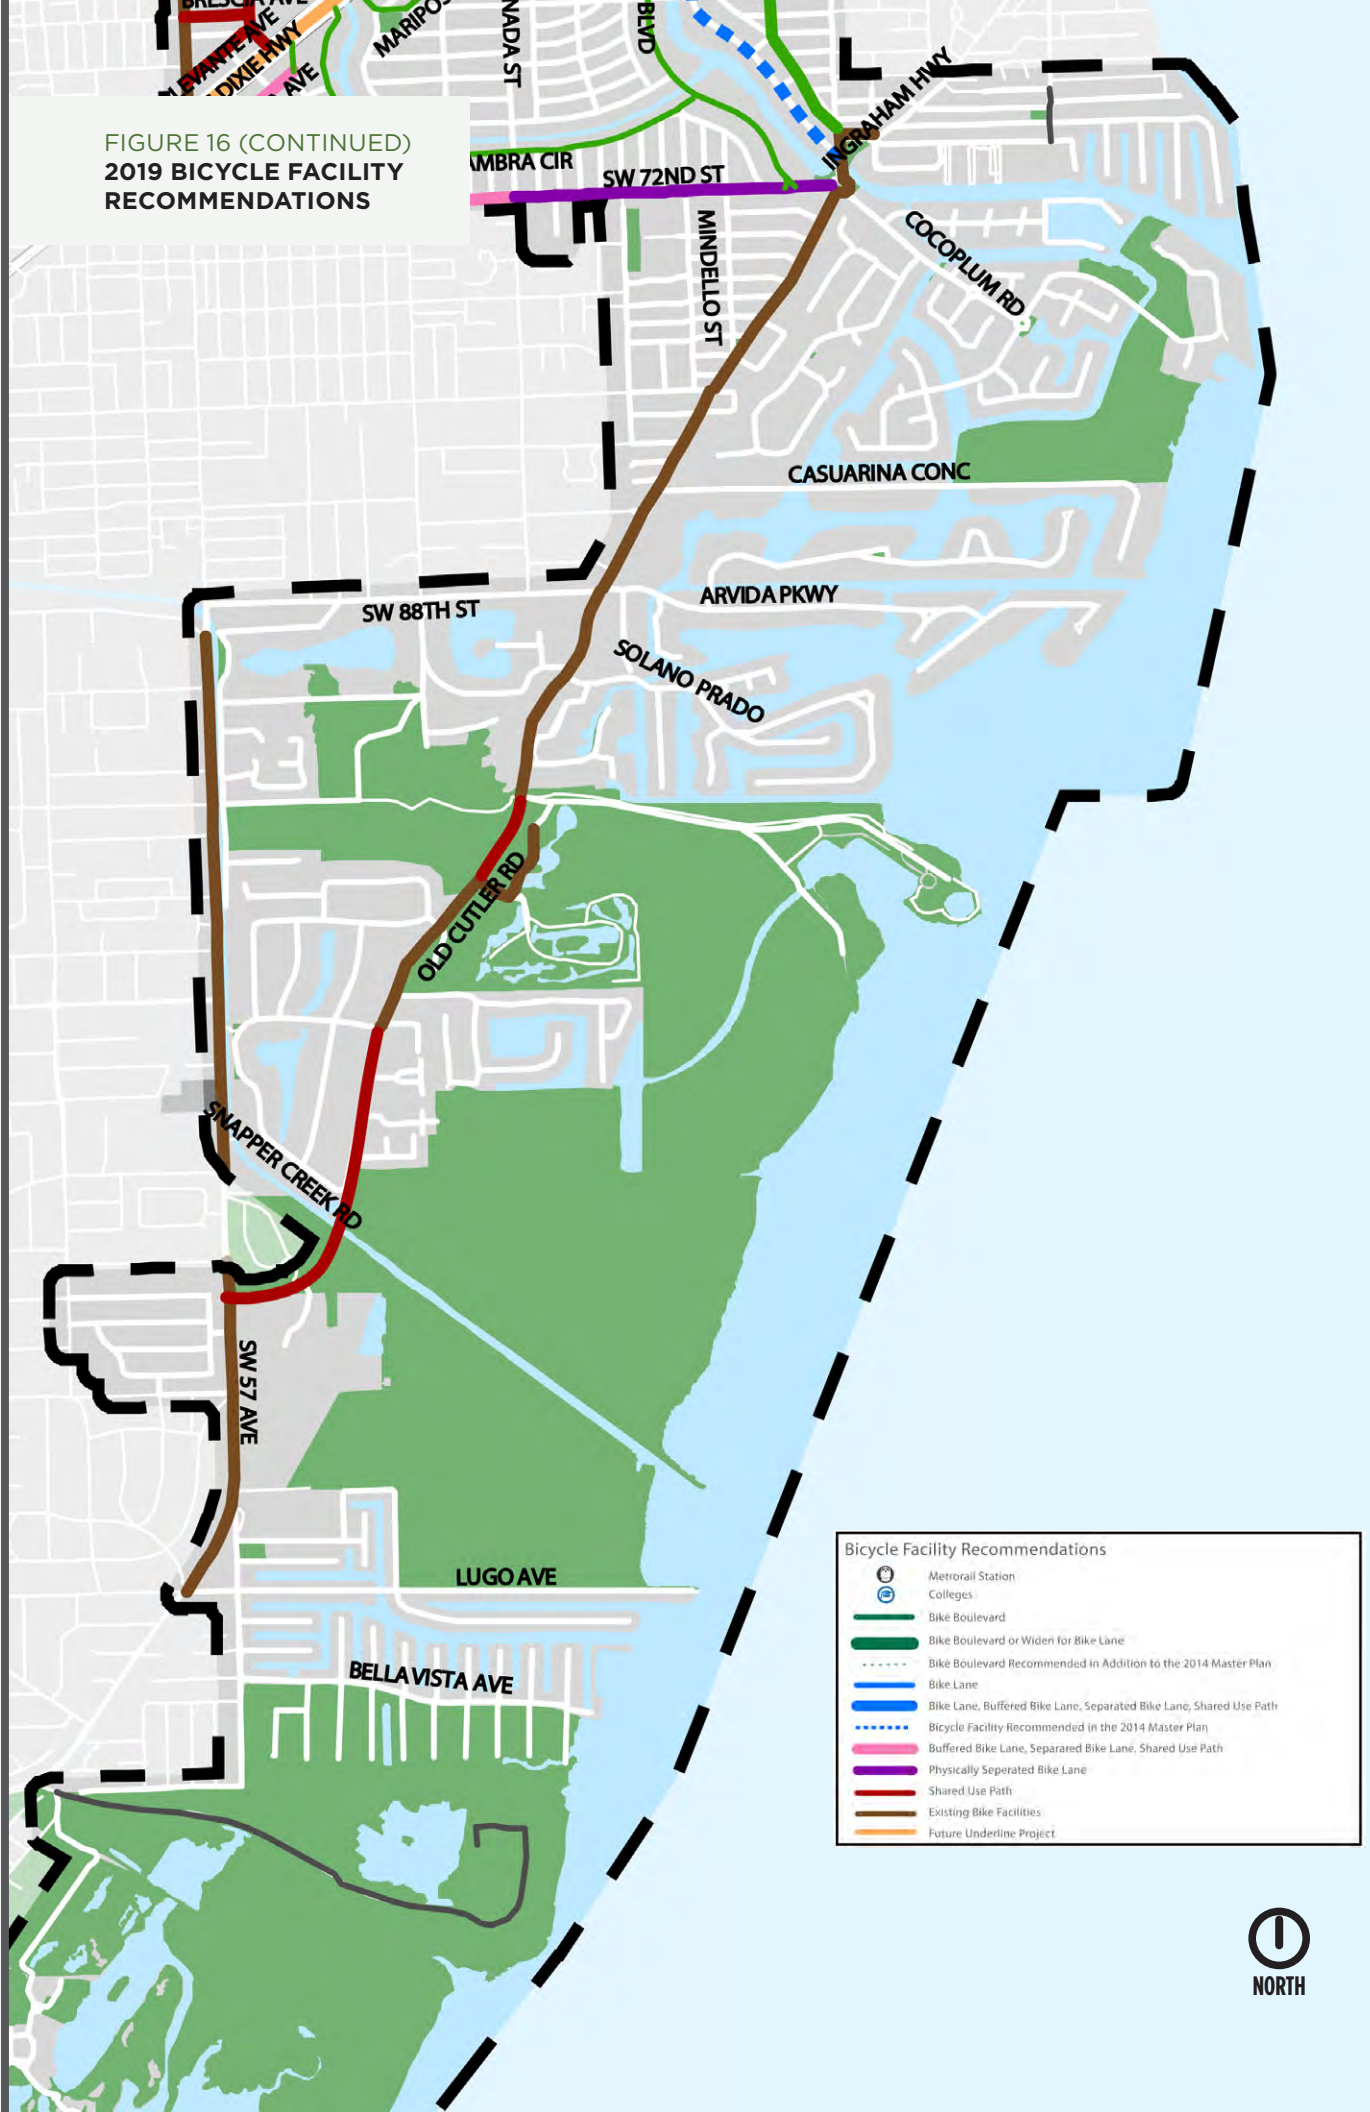 BRESCIA AVE
LEVANTE AVE
DIXIE HWY
AVE
MARIPOS
NADA ST
BLVD
INGRAHAM HWY
FIGURE 16 (CONTINUED)
2019 BICYCLE FACILITY
RECOMMENDATIONS
AMBRA CIR
SW 72ND ST
MINDELLO ST
COCOPLUM RD
CASUARINA CONC
ARVIDA PKWY
SW 88TH ST
SOLANO PRADO
OLD CUTLER RD
SNAPPER CREEK RD
SW 57 AVE
LUGO AVE
BELLA VISTA AVE
Bicycle Facility Recommendations
Metrorail Station
Colleges
Bike Boulevard
Bike Boulevard or Widen for Bike Lane
Bike Boulevard Recommended in Addition to the 2014 Master Plan
Bike Lane
Bike Lane, Buffered Bike Lane, Separated Bike Lane, Shared Use Path
Bicycle Facility Recommended in the 2014 Master Plan
Buffered Bike Lane, Separared Bike Lane, Shared Use Path
Physically Seperated Bike Lane
Shared Use Path
Existing Bike Facilities
Future Underline Project
NORTH